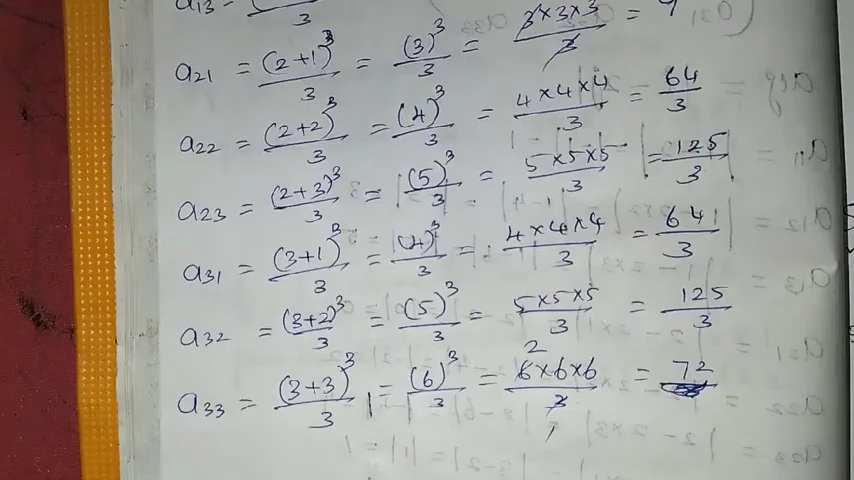 a13 = 3
a21 = (2+1)^3/3 = (3)^3/3 = 3×3×3/3 = 9
a22 = (2+2)^3/3 = (4)^3/3 = 4×4×4/3 = 64/3
a23 = (2+3)^3/3 = (5)^3/3 = 5×5×5/3 = 125/3
a31 = (3+1)^3/3 = (4)^3/3 = 4×4×4/3 = 64/3
a32 = (3+2)^3/3 = (5)^3/3 = 5×5×5/3 = 125/3
a33 = (3+3)^3/3 = (6)^3/3 = 6×6×6/3 = 72